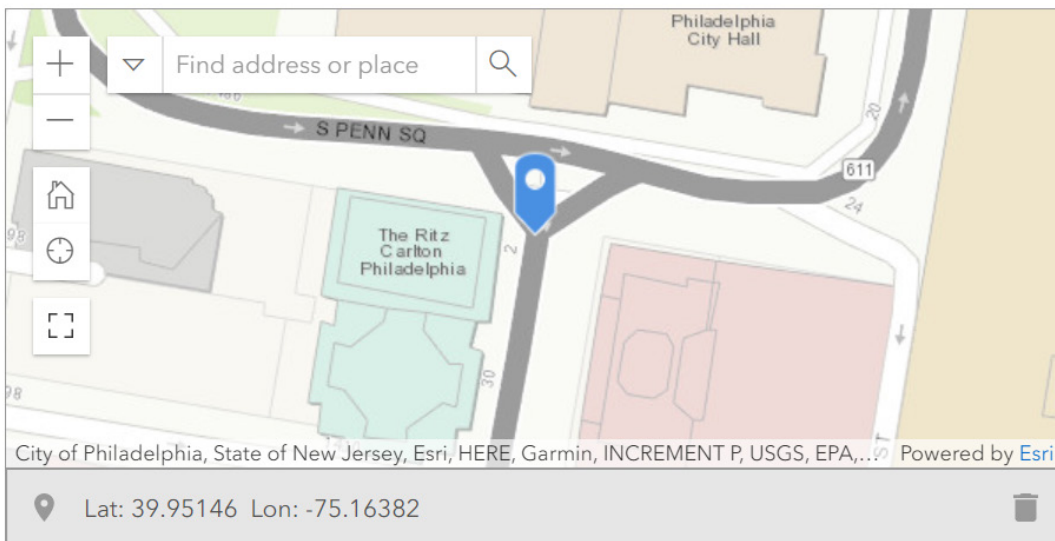 Philadelphia
City Hall
Find address or place
S PENN SQ
20
611
24
The Ritz
Carlton
Philadelphia
2
98
30
98
ST
City of Philadelphia, State of New Jersey, Esri, HERE, Garmin, INCREMENT P, USGS, EPA,... Powered by Esri
Lat: 39.95146 Lon: -75.16382